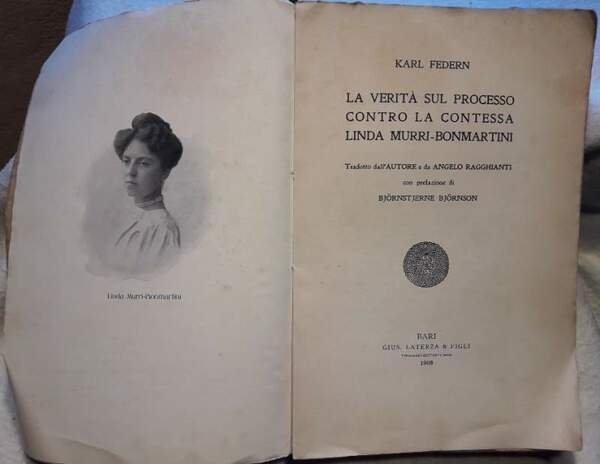 Linda Murri-Bonmartini
KARL FEDERN
LA VERITÀ SUL PROCESSO
CONTRO LA CONTESSA
LINDA MURRI-BONMARTINI
Tradotto dall'AUTORE e da ANGELO RAGGHIANTI
con prefazione di
BJÖRNSTJERNE BJÖRNSON
BARI
GIUS. LATERZA & FIGLI
1908